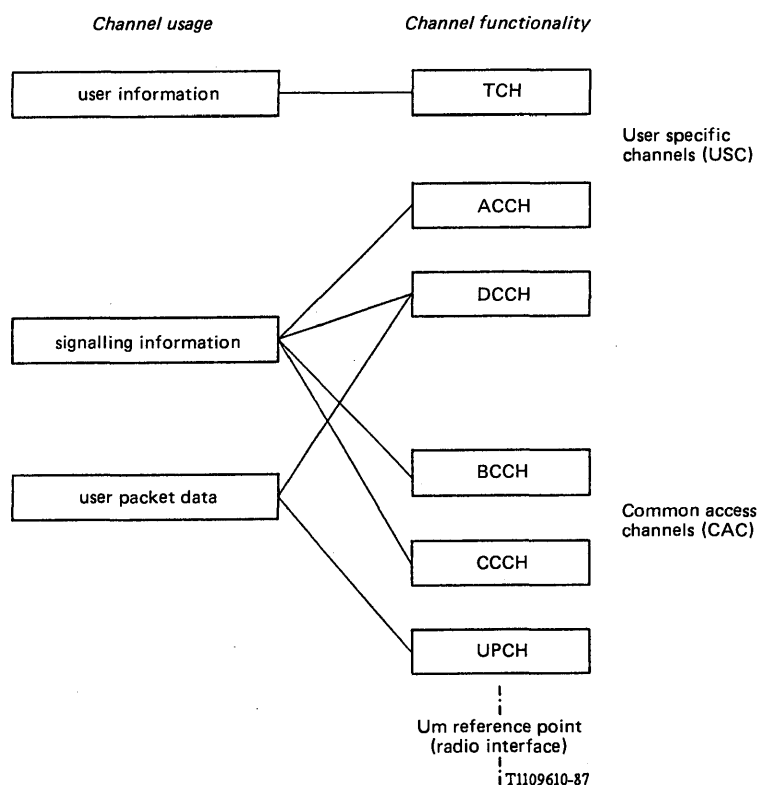 Channel usage
Channel functionality
user information
TCH
User specific
channels (USC)
ACCH
DCCH
signalling information
BCCH
user packet data
Common access
channels (CAC)
CCCH
UPCH
Um reference point
(radio interface)
T1109610-87